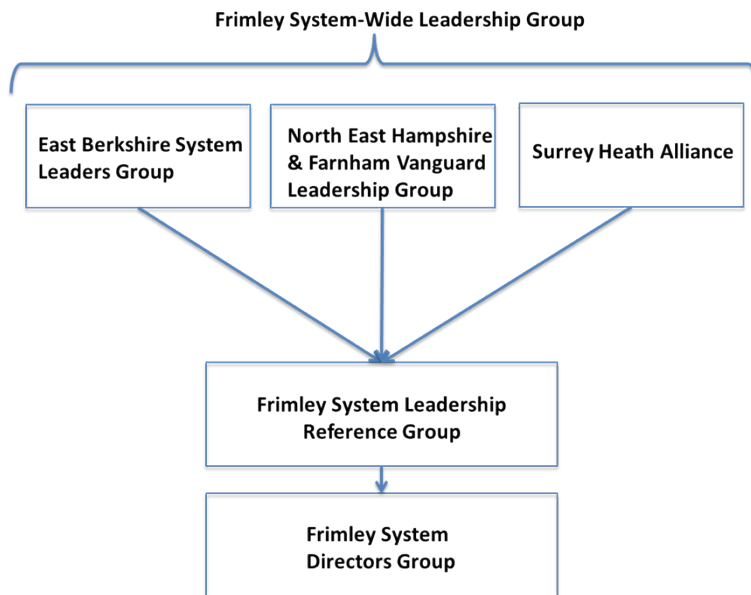 Frimley System-Wide Leadership Group
East Berkshire System
Leaders Group
North East Hampshire
& Farnham Vanguard
Leadership Group
Surrey Heath Alliance
Frimley System Leadership
Reference Group
Frimley System
Directors Group